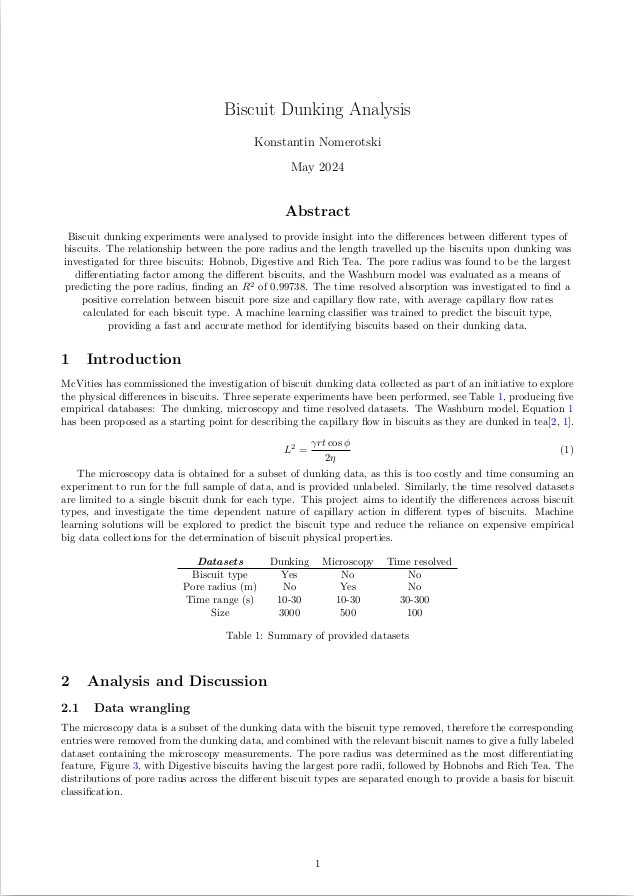 Biscuit Dunking Analysis
Konstantin Nomerotski
May 2024
Abstract
Biscuit dunking experiments were analysed to provide insight into the differences between different types of
biscuits. The relationship between the pore radius and the length travelled up the biscuits upon dunking was
investigated for three biscuits: Hobnob, Digestive and Rich Tea. The pore radius was found to be the largest
differentiating factor among the different biscuits, and the Washburn model was evaluated as a means of
predicting the pore radius, finding an R² of 0.99738. The time resolved absorption was investigated to find a
positive correlation between biscuit pore size and capillary flow rate, with average capillary flow rates
calculated for each biscuit type. A machine learning classifier was trained to predict the biscuit type,
providing a fast and accurate method for identifying biscuits based on their dunking data.
1 Introduction
McVities has commissioned the investigation of biscuit dunking data collected as part of an initiative to explore
the physical differences in biscuits. Three seperate experiments have been performed, see Table 1, producing five
empirical databases: The dunking, microscopy and time resolved datasets. The Washburn model, Equation 1
has been proposed as a starting point for describing the capillary flow in biscuits as they are dunked in tea[2, 1].
L² = γrt cos ϕ / 2η (1)
The microscopy data is obtained for a subset of dunking data, as this is too costly and time consuming an
experiment to run for the full sample of data, and is provided unlabeled. Similarly, the time resolved datasets
are limited to a single biscuit dunk for each type. This project aims to identify the differences across biscuit
types, and investigate the time dependent nature of capillary action in different types of biscuits. Machine
learning solutions will be explored to predict the biscuit type and reduce the reliance on expensive empirical
big data collections for the determination of biscuit physical properties.
Datasets Dunking Microscopy Time resolved
Biscuit type Yes No No
Pore radius (m) No Yes No
Time range (s) 10-30 10-30 30-300
Size 3000 500 100
Table 1: Summary of provided datasets
2 Analysis and Discussion
2.1 Data wrangling
The microscopy data is a subset of the dunking data with the biscuit type removed, therefore the corresponding
entries were removed from the dunking data, and combined with the relevant biscuit names to give a fully labeled
dataset containing the microscopy measurements. The pore radius was determined as the most differentiating
feature, Figure 3, with Digestive biscuits having the largest pore radii, followed by Hobnobs and Rich Tea. The
distributions of pore radius across the different biscuit types are separated enough to provide a basis for biscuit
classification.
1